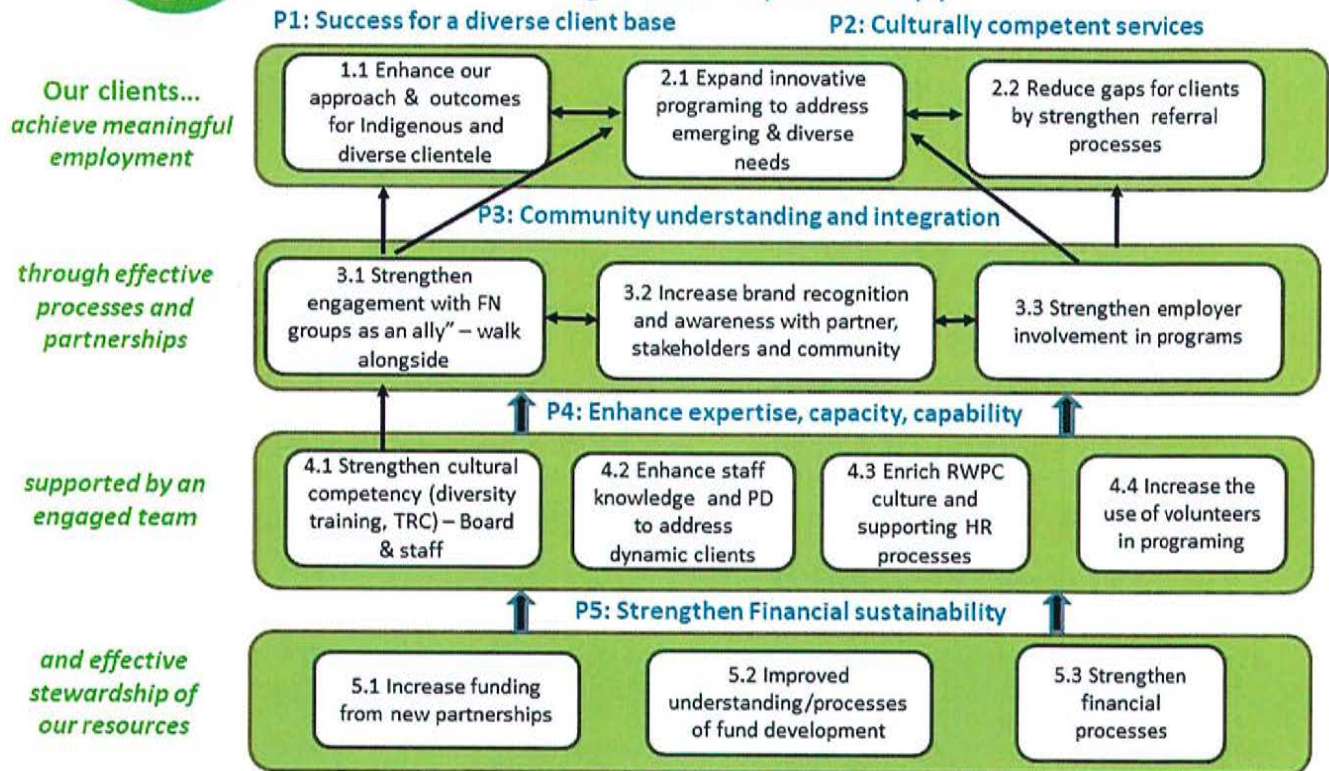 P1: Success for a diverse client base
P2: Culturally competent services
Our clients...
achieve meaningful
employment
1.1 Enhance our
approach & outcomes
for Indigenous and
diverse clientele
2.1 Expand innovative
programing to address
emerging & diverse
needs
2.2 Reduce gaps for clients
by strengthen referral
processes
P3: Community understanding and integration
through effective
processes and
partnerships
3.1 Strengthen
engagement with FN
groups as an ally” – walk
alongside
3.2 Increase brand recognition
and awareness with partner,
stakeholders and community
3.3 Strengthen employer
involvement in programs
P4: Enhance expertise, capacity, capability
supported by an
engaged team
4.1 Strengthen cultural
competency (diversity
training, TRC) – Board
& staff
4.2 Enhance staff
knowledge and PD
to address
dynamic clients
4.3 Enrich RWPC
culture and
supporting HR
processes
4.4 Increase the
use of volunteers
in programing
P5: Strengthen Financial sustainability
and effective
stewardship of
our resources
5.1 Increase funding
from new partnerships
5.2 Improved
understanding/processes
of fund development
5.3 Strengthen
financial
processes